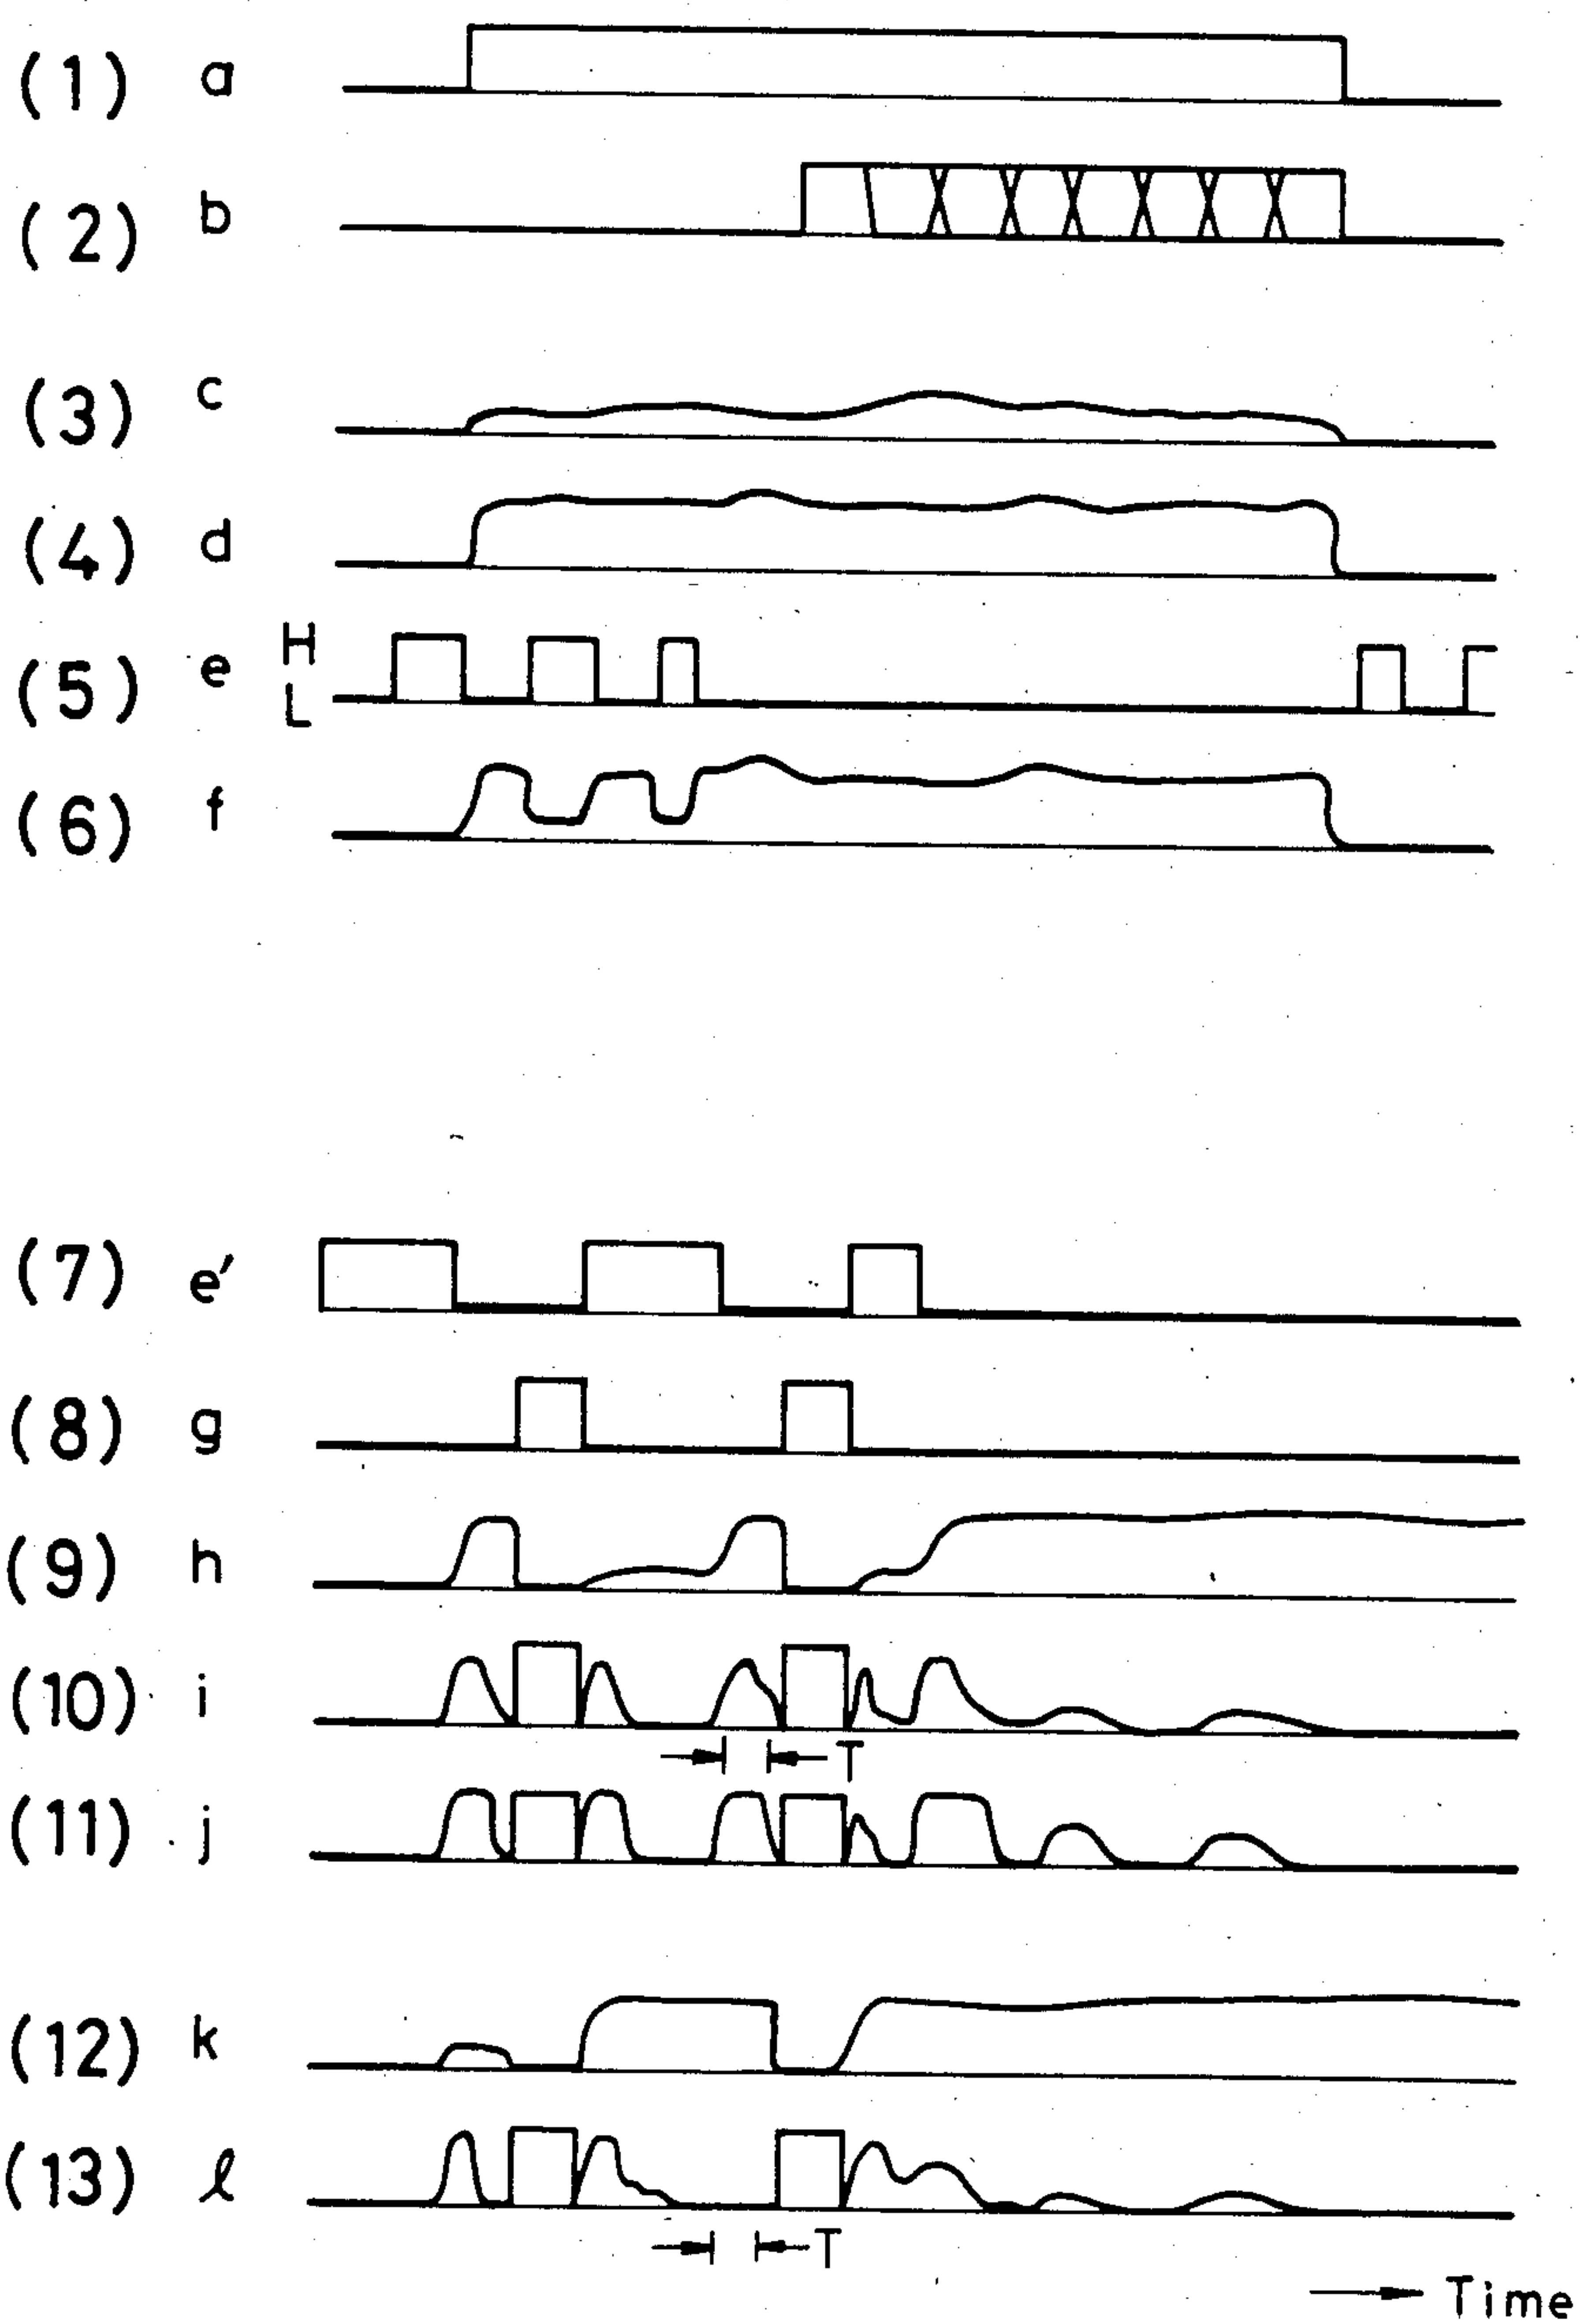 (1) a
(2) b
(3) c
(4) d
(5) e H
L
(6) f
(7) e′
(8) g
(9) h
(10) i
T
(11) j
(12) k
(13) ℓ
T
Time